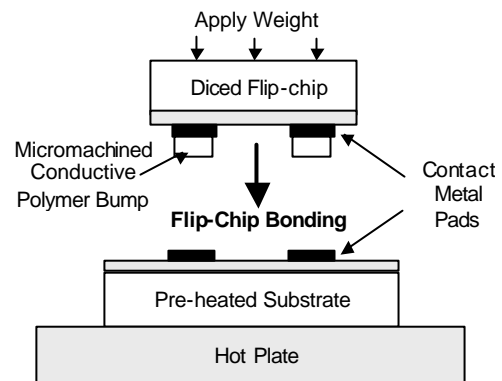 Apply Weight
Diced Flip-chip
Micromachined
Conductive
Polymer Bump
Contact
Metal
Pads
Flip-Chip Bonding
Pre-heated Substrate
Hot Plate